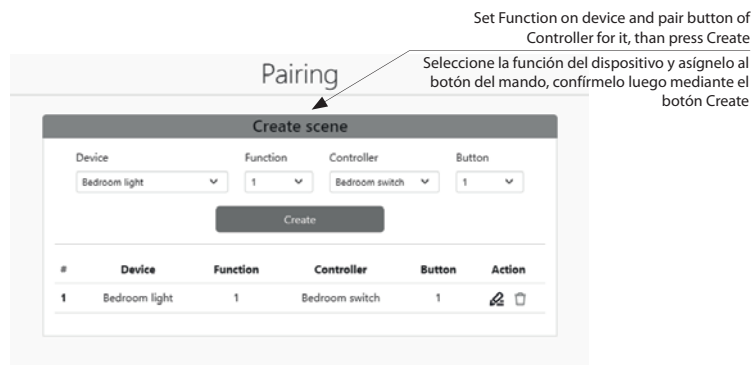 Set Function on device and pair button of
Controller for it, than press Create
Seleccione la función del dispositivo y asígnelo al
botón del mando, confírmelo luego mediante el
botón Create
Pairing
Create scene
Device Function Controller Button
Bedroom light 1 Bedroom switch 1
Create
# Device Function Controller Button Action
1 Bedroom light 1 Bedroom switch 1